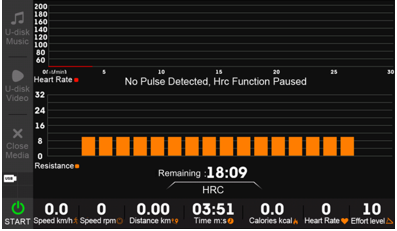 200
180
160
140
120
100
80
60
0(km/min) 5 10 15 20 25 30
Heart Rate
No Pulse Detected, Hrc Function Paused
32
24
16
8
0
Resistance
Remaining :18:09
HRC
U-disk
Music
U-disk
Video
Close
Media
USB
START
0.0 0 0.00 03:51 0.0 0 10
Speed km/h Speed rpm Distance km Time m:s Calories kcal Heart Rate Effort level